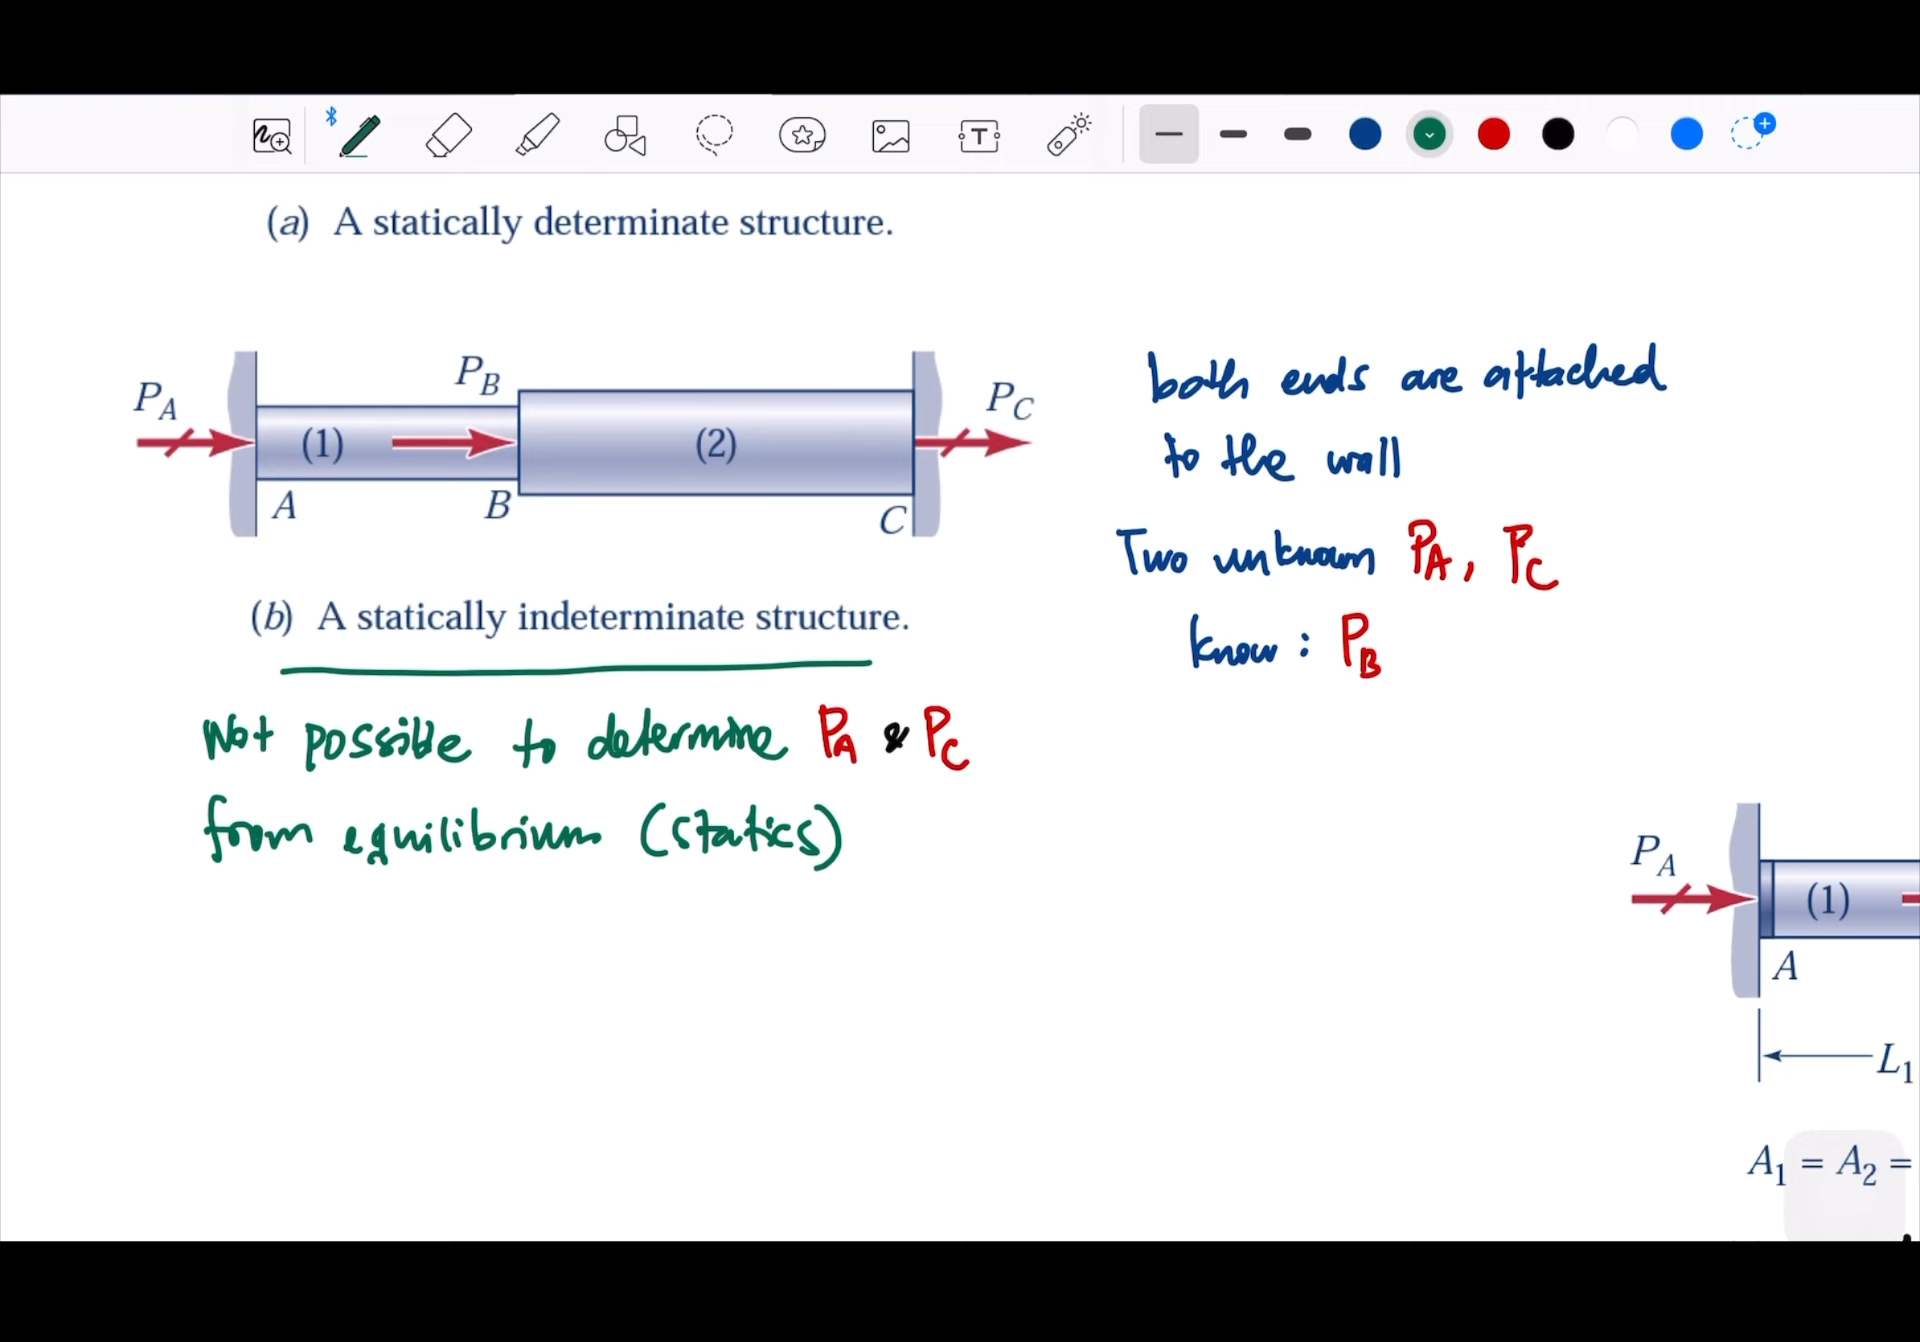 (a) A statically determinate structure.
P_A
P_B
P_C
(1)
(2)
A
B
C
both ends are attached
to the wall
Two unknown P_A, P_C
know : P_B
(b) A statically indeterminate structure.
Not possible to determine P_A & P_C
from equilibrium (statics)
P_A
(1)
A
L_1
A_1 = A_2 =